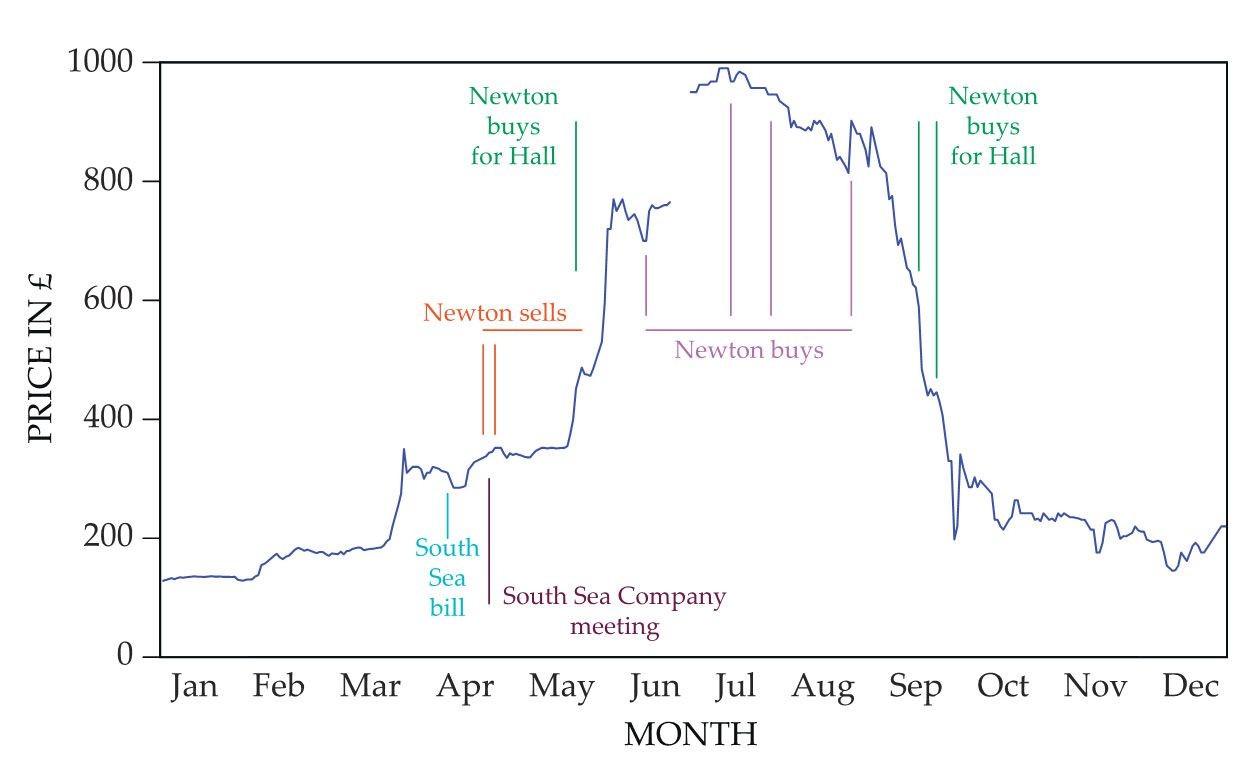 1000
800
600
400
200
0
PRICE IN £
Newton
buys
for Hall
Newton
buys
for Hall
Newton sells
Newton buys
South
Sea
bill
South Sea Company
meeting
Jan Feb Mar Apr May Jun Jul Aug Sep Oct Nov Dec
MONTH